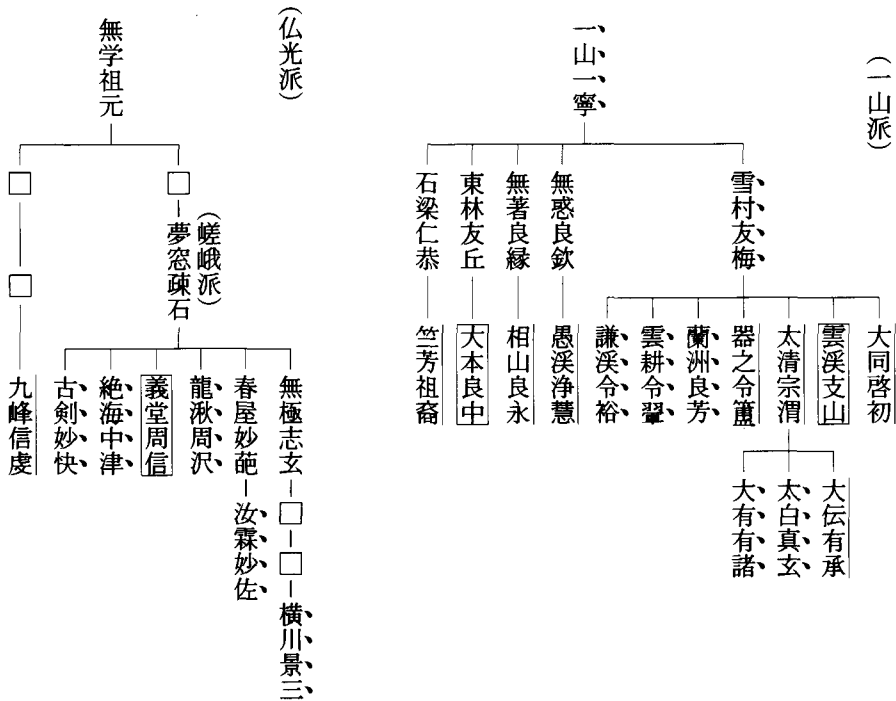 （一山派）
一山一寧
雪村友梅
大同啓初
雲渓支山
太清宗渭
大伝有承
太白真玄
大有有諸
器之令簠
蘭洲良芳
雲耕令翚
謙渓令裕
無惑良欽
愚渓浄慧
無著良縁
相山良永
東林友丘
大本良中
石梁仁恭
竺芳祖裔
（仏光派）
無学祖元
□
（嵯峨派）
夢窓疎石
無極志玄
□
□
横川景三
春屋妙葩
汝霖妙佐
龍湫周沢
義堂周信
絶海中津
古剣妙快
□
□
九峰信虔